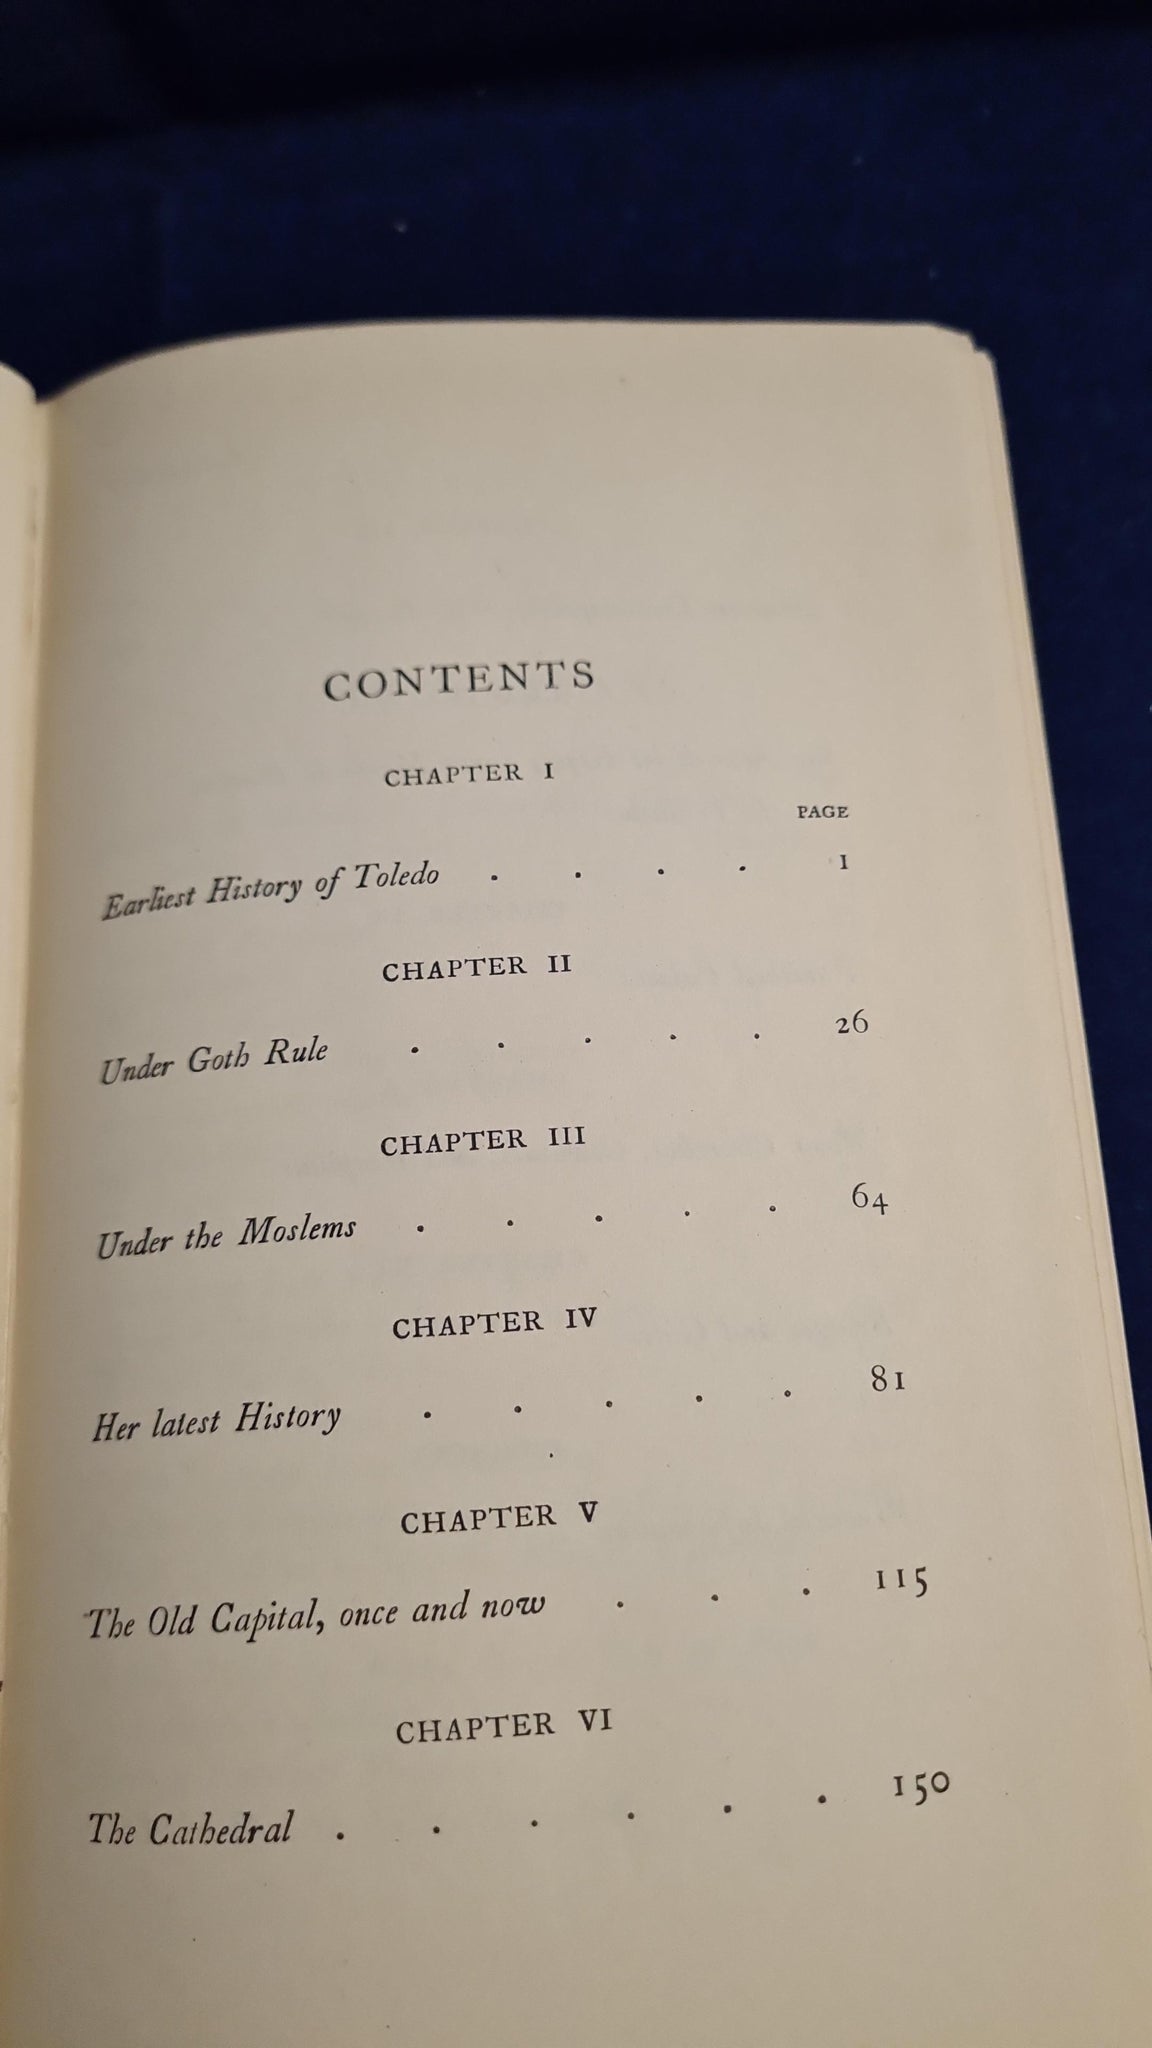 CONTENTS
CHAPTER I
PAGE
Earliest History of Toledo . . . . 1
CHAPTER II
Under Goth Rule . . . . . 26
CHAPTER III
Under the Moslems . . . . . 64
CHAPTER IV
Her latest History . . . . . 81
CHAPTER V
The Old Capital, once and now . . . 115
CHAPTER VI
The Cathedral . . . . . . 150